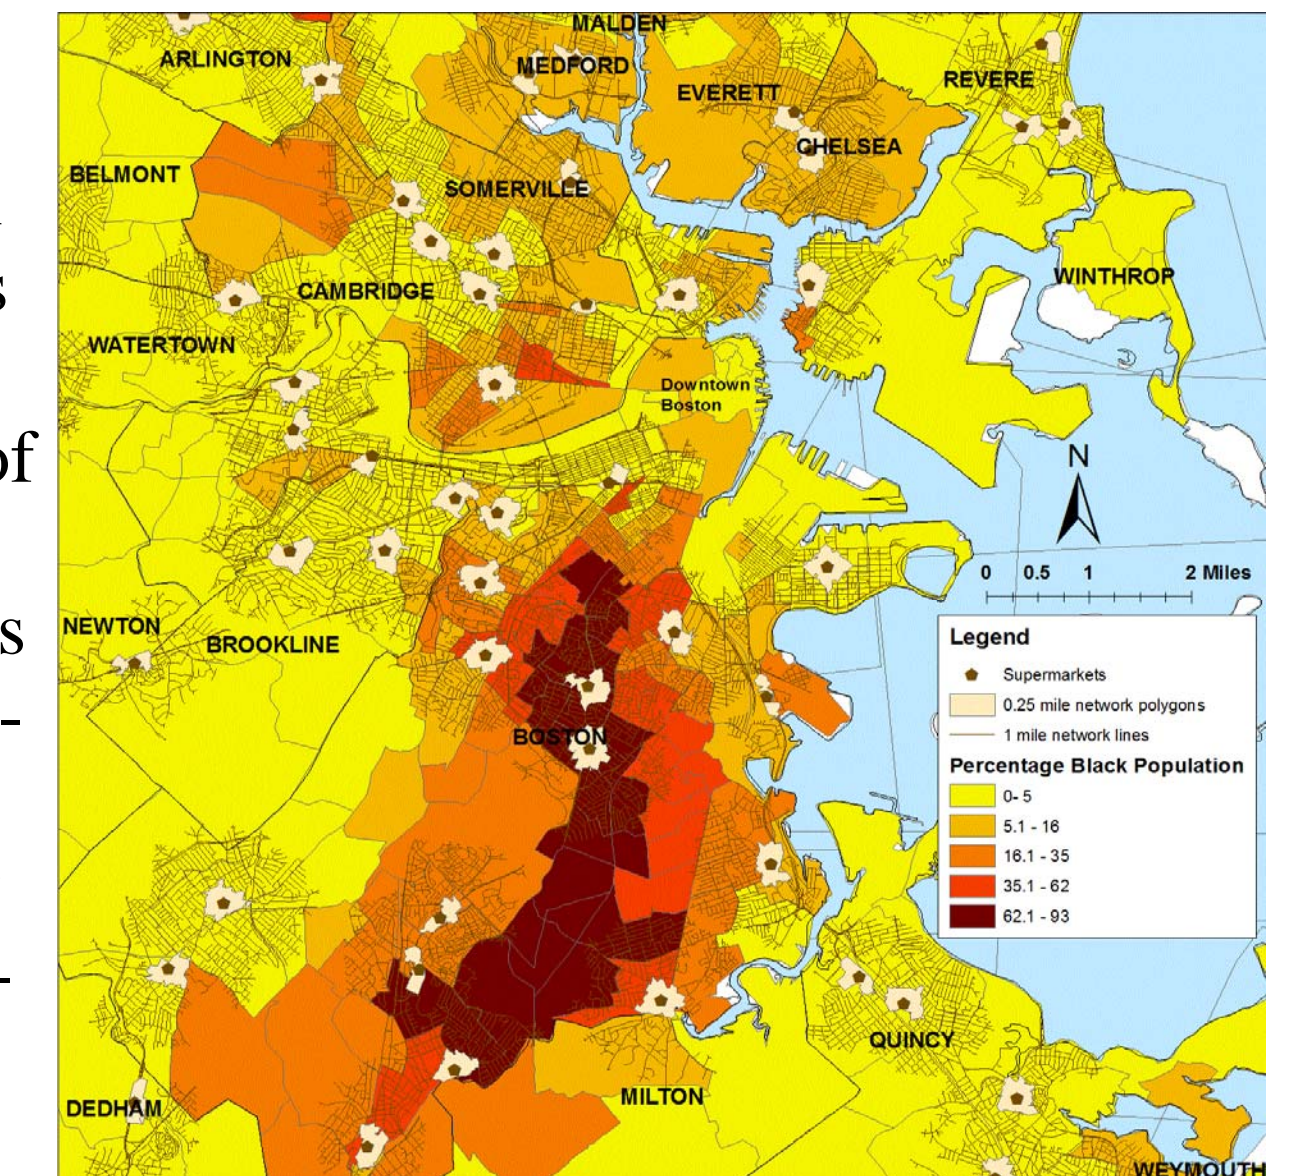 s
of
s
-
-
MALDEN
ARLINGTON
MEDFORD
REVERE
EVERETT
CHELSEA
BELMONT
SOMERVILLE
WINTHROP
CAMBRIDGE
WATERTOWN
Downtown
Boston
N
0 0.5 1 2 Miles
NEWTON
BROOKLINE
BOSTON
Legend
Supermarkets
0.25 mile network polygons
1 mile network lines
Percentage Black Population
0- 5
5.1 - 16
16.1 - 35
35.1 - 62
62.1 - 93
QUINCY
MILTON
DEDHAM
WEYMOUTH